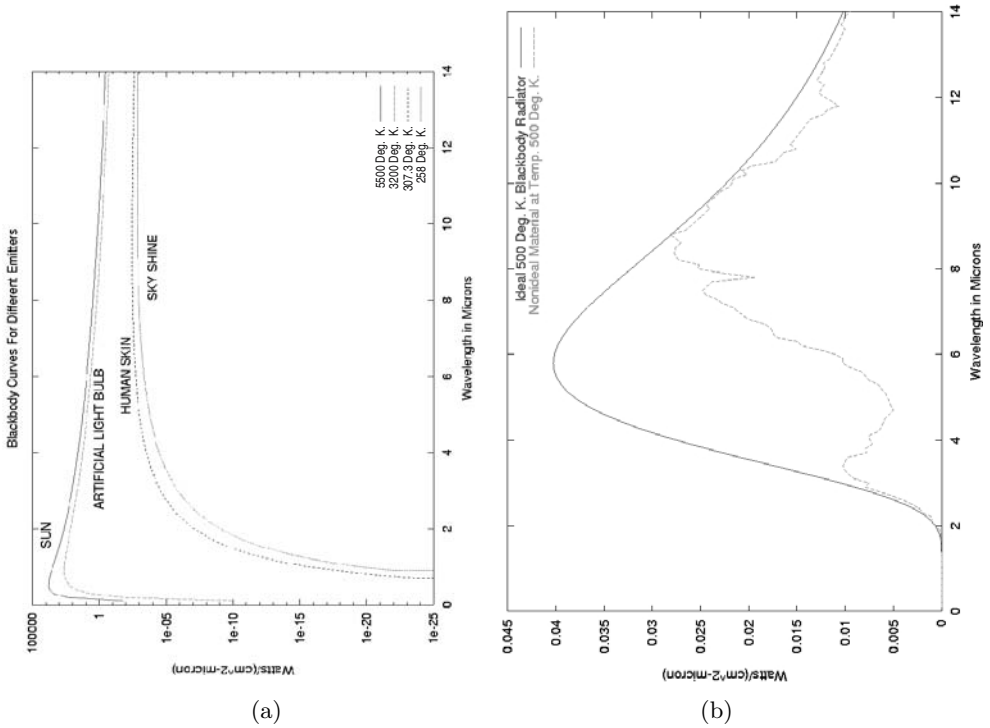 Blackbody Curves For Different Emitters
SUN
ARTIFICIAL LIGHT BULB
HUMAN SKIN
SKY SHINE
5500 Deg. K.
3200 Deg. K.
307.3 Deg. K.
258 Deg. K.
100000
1
1e-05
1e-10
1e-15
1e-20
1e-25
0
2
4
6
8
10
12
14
Watts/(cm^2-micron)
Wavelength in Microns
(a)
Ideal 500 Deg. K. Blackbody Radiator
Nonideal Material at Temp. 500 Deg. K.
0.045
0.04
0.035
0.03
0.025
0.02
0.015
0.01
0.005
0
0
2
4
6
8
10
12
14
Watts/(cm^2-micron)
Wavelength in Microns
(b)